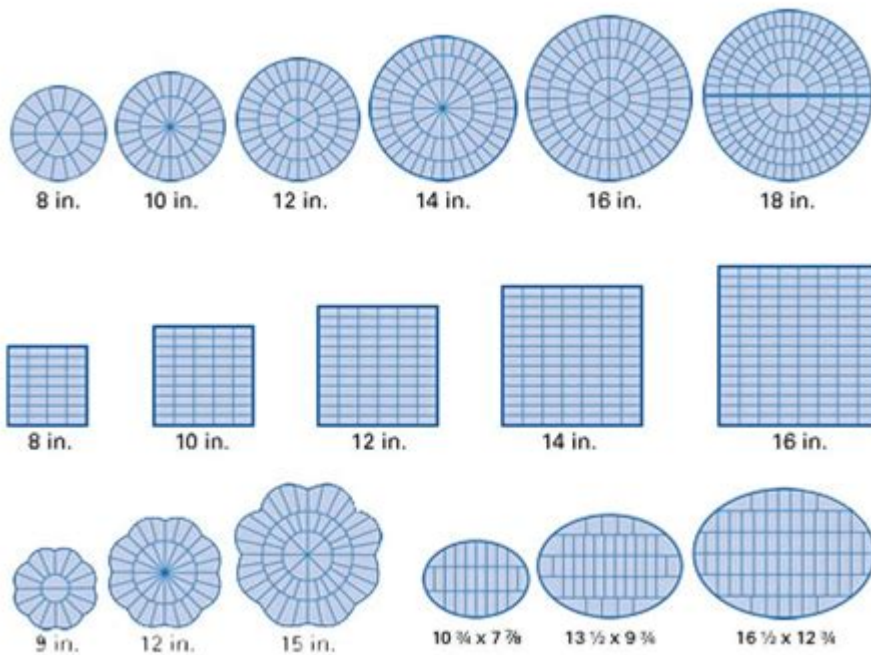 8 in. 10 in. 12 in. 14 in. 16 in. 18 in.
8 in. 10 in. 12 in. 14 in. 16 in.
9 in. 12 in. 15 in. 10 ¾ x 7 ⅞ 13 ½ x 9 ¾ 16 ½ x 12 ¾